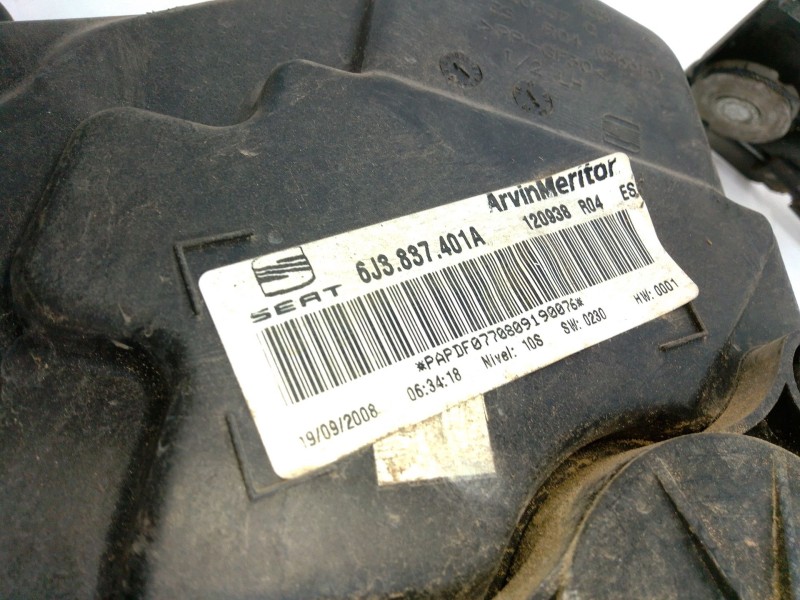 ArvinMeritor
6J3.837.401A
120938 R04 ES
SEAT
*PAPDF0770809190076*
19/09/2008 06:34:18 Nivel: 10S SW: 0230 HW: 0001